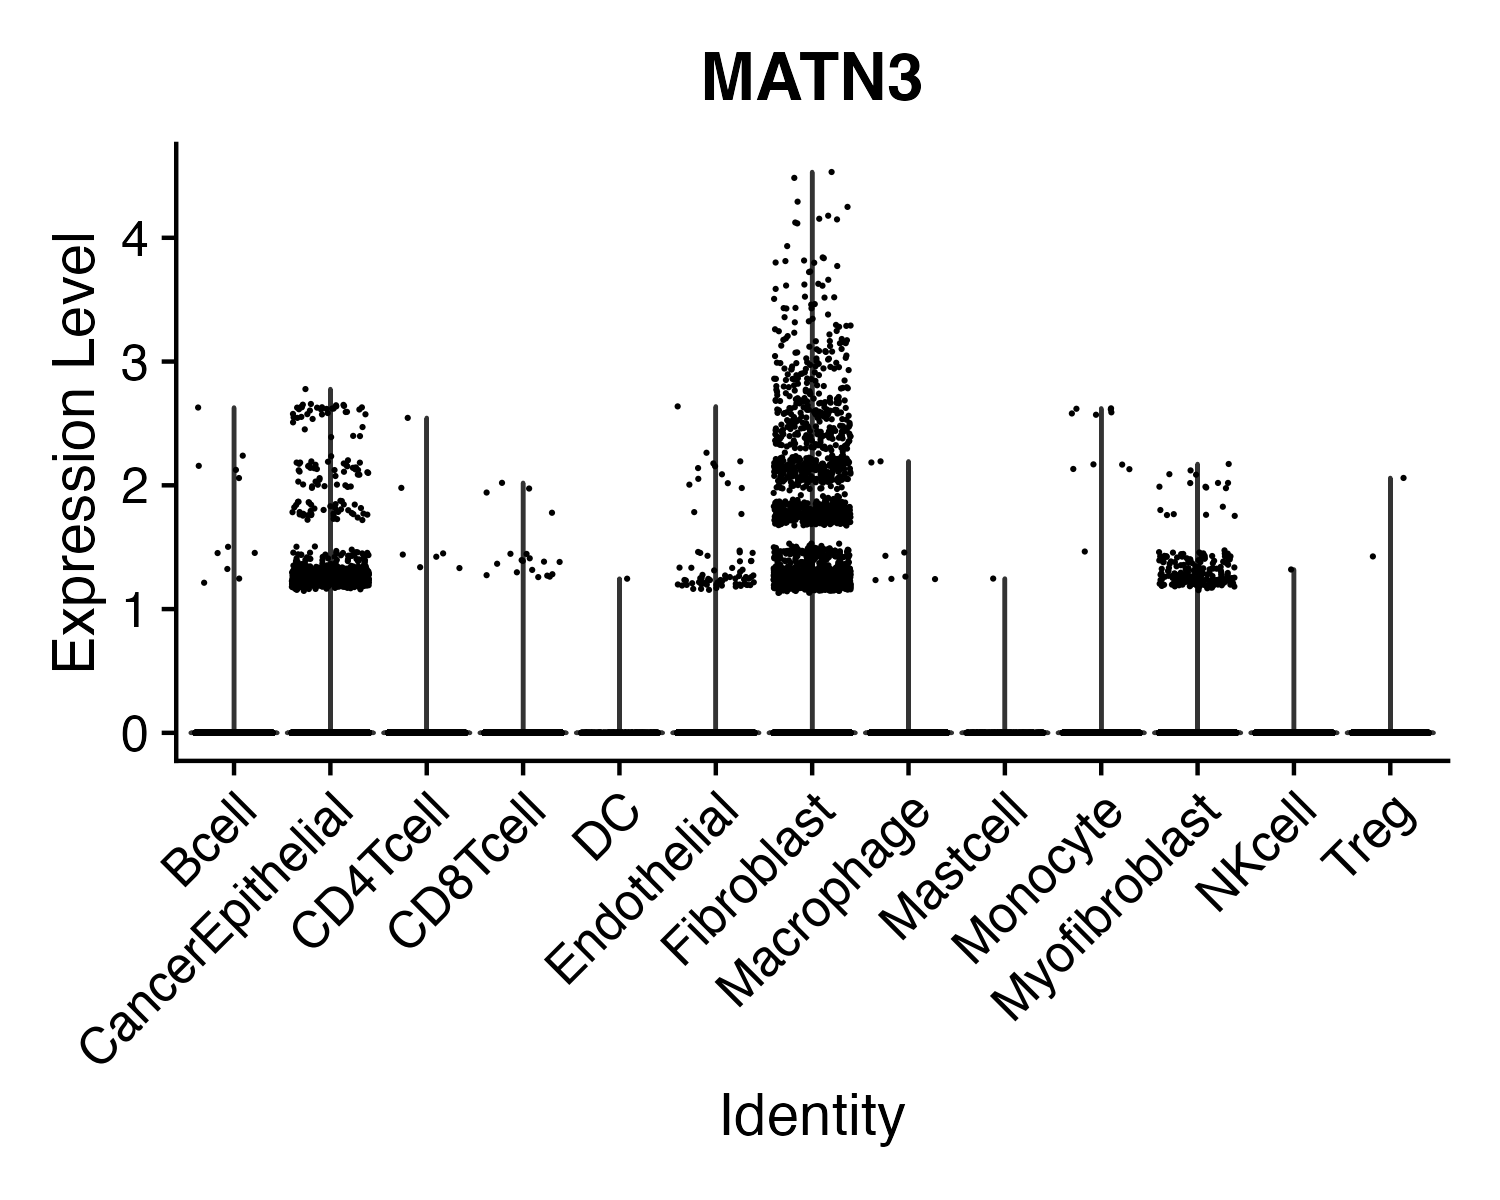 MATN3
Expression Level
4
3
2
1
0
Bcell
CancerEpithelial
CD4Tcell
CD8Tcell
DC
Endothelial
Fibroblast
Macrophage
Mastcell
Monocyte
Myofibroblast
NKcell
Treg
Identity